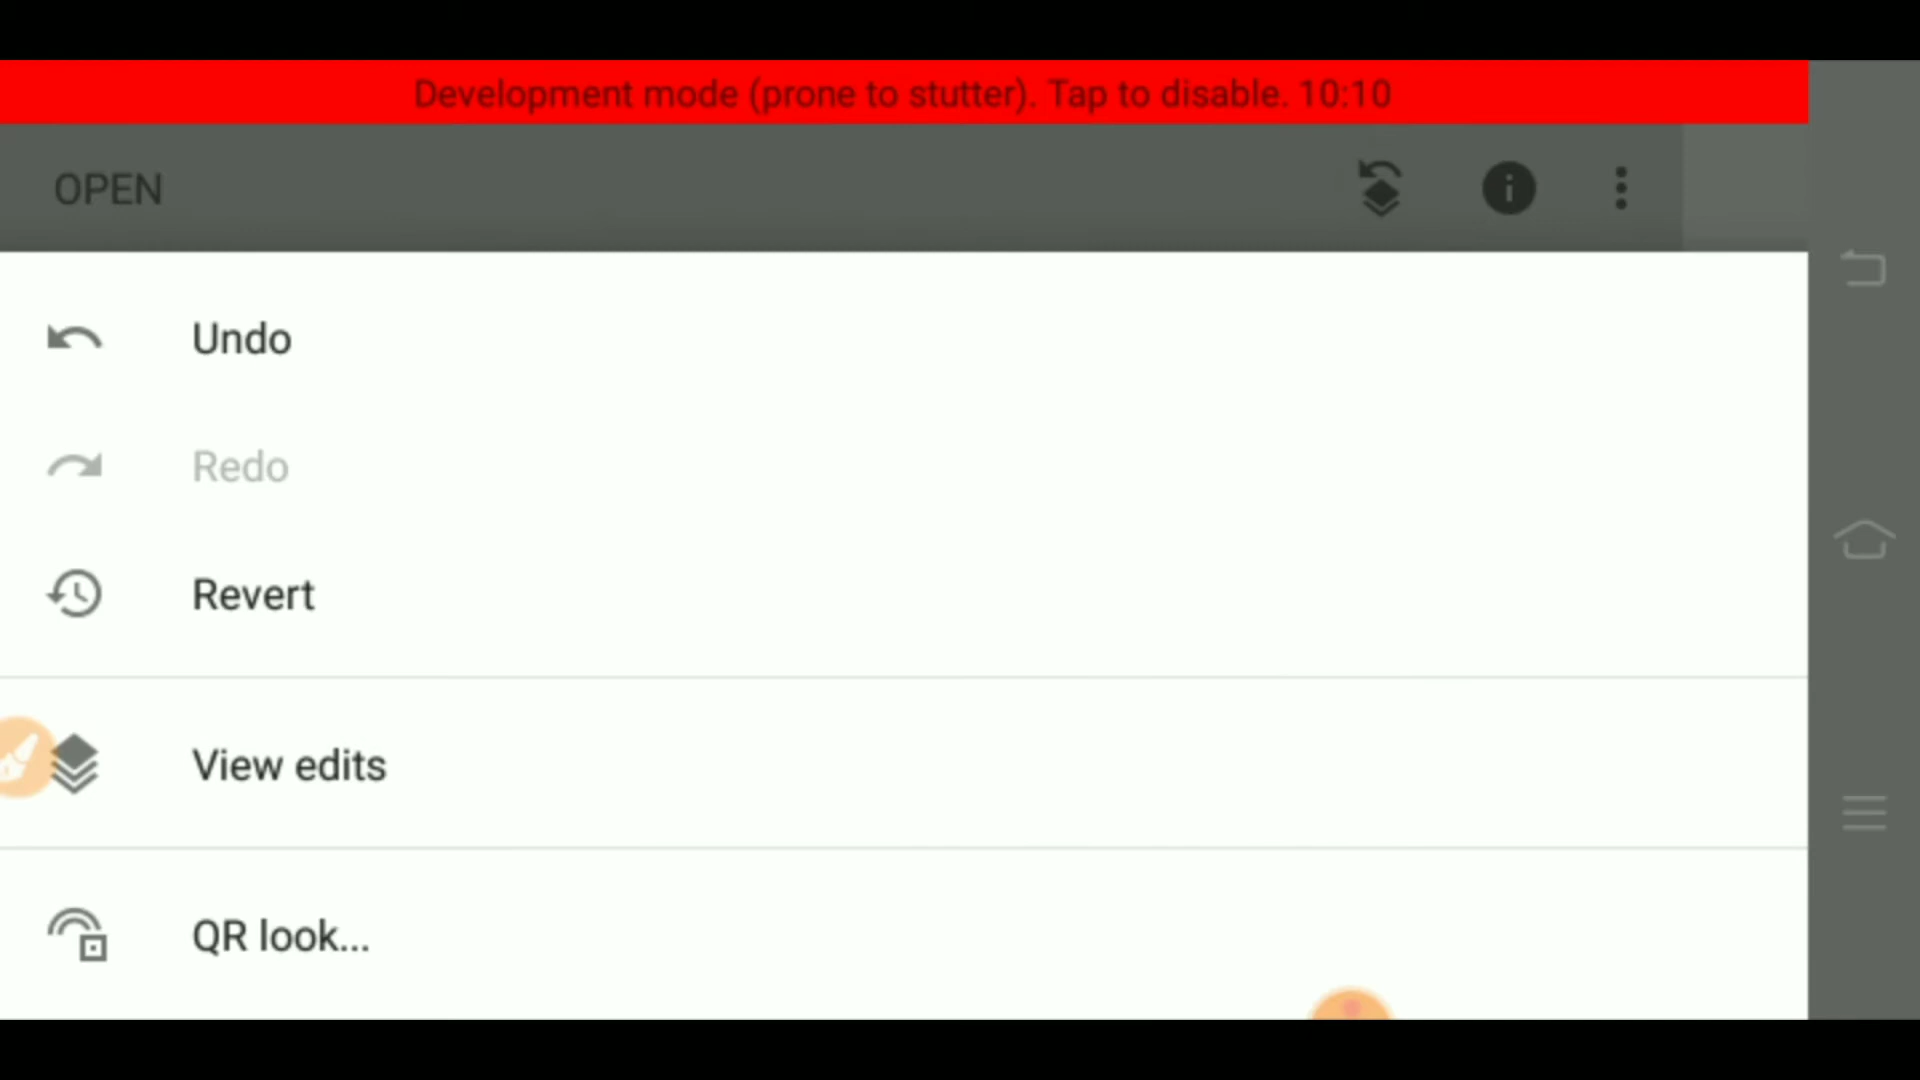 Development mode (prone to stutter). Tap to disable. 10:10
OPEN
Undo
Redo
Revert
View edits
QR look...